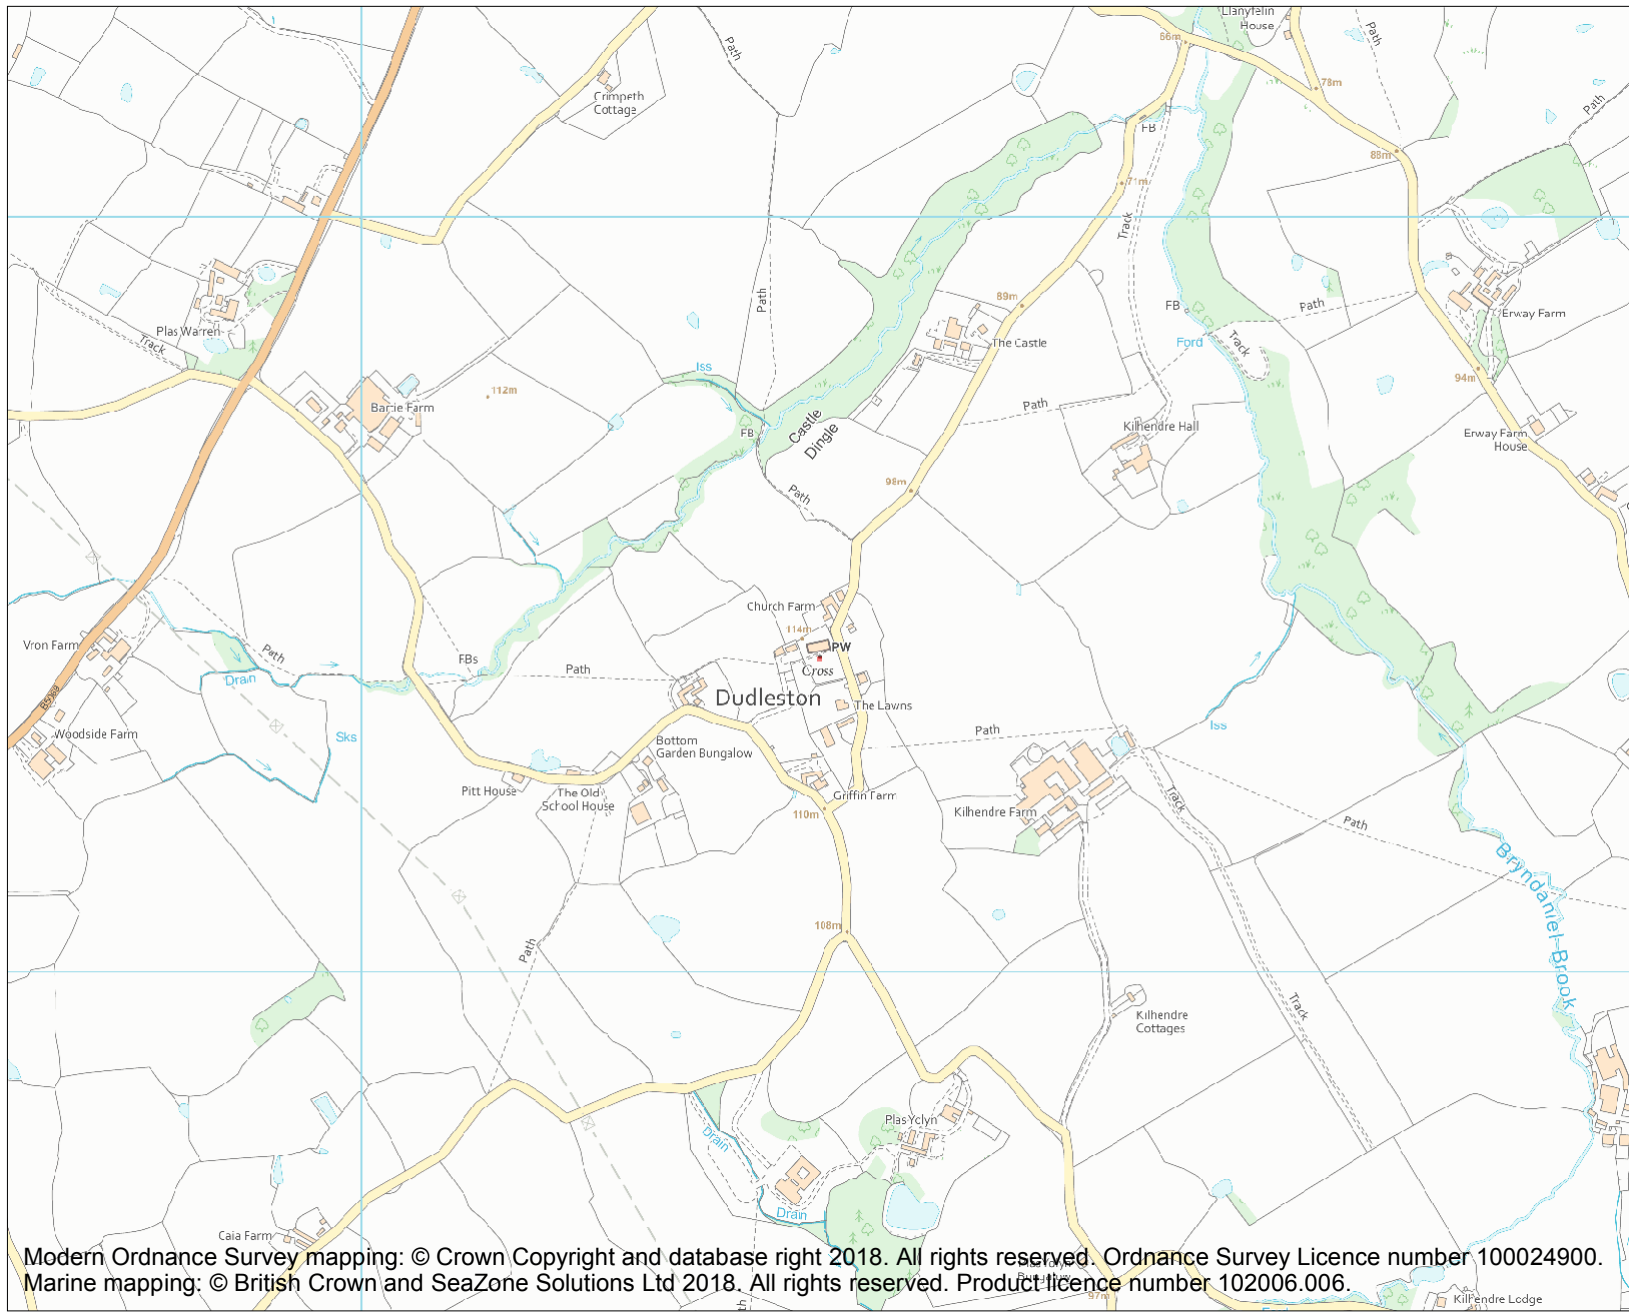 Llanyfelin
House
66m
Path
Path
78m
Crimpeth
Cottage
Path
FB
88m
71m
Track
Path
89m
FB
Path
Erway Farm
Plas Warren
Track
The Castle
Ford
Track
Iss
94m
112m
Path
Castle
Dingle
FB
Kilhendre Hall
Erway Farm
House
98m
Path
Church Farm
114m
PW
Vron Farm
Path
FBs
Path
Cross
Drain
Dudleston
The Lawns
Iss
Woodside Farm
Sks
Path
Bottom
Garden Bungalow
Pitt House
The Old
School House
Griffin Farm
110m
Kilhendre Farm
Track
Path
Bryndaniel Brook
108m
Path
Track
Kilhendre
Cottages
Plas Yclyn
Drain
Drain
Caia Farm
Modern Ordnance Survey mapping: © Crown Copyright and database right 2018. All rights reserved. Ordnance Survey Licence number 100024900.
Marine mapping: © British Crown and SeaZone Solutions Ltd 2018. All rights reserved. Product licence number 102006.006.
97m
Kilhendre Lodge